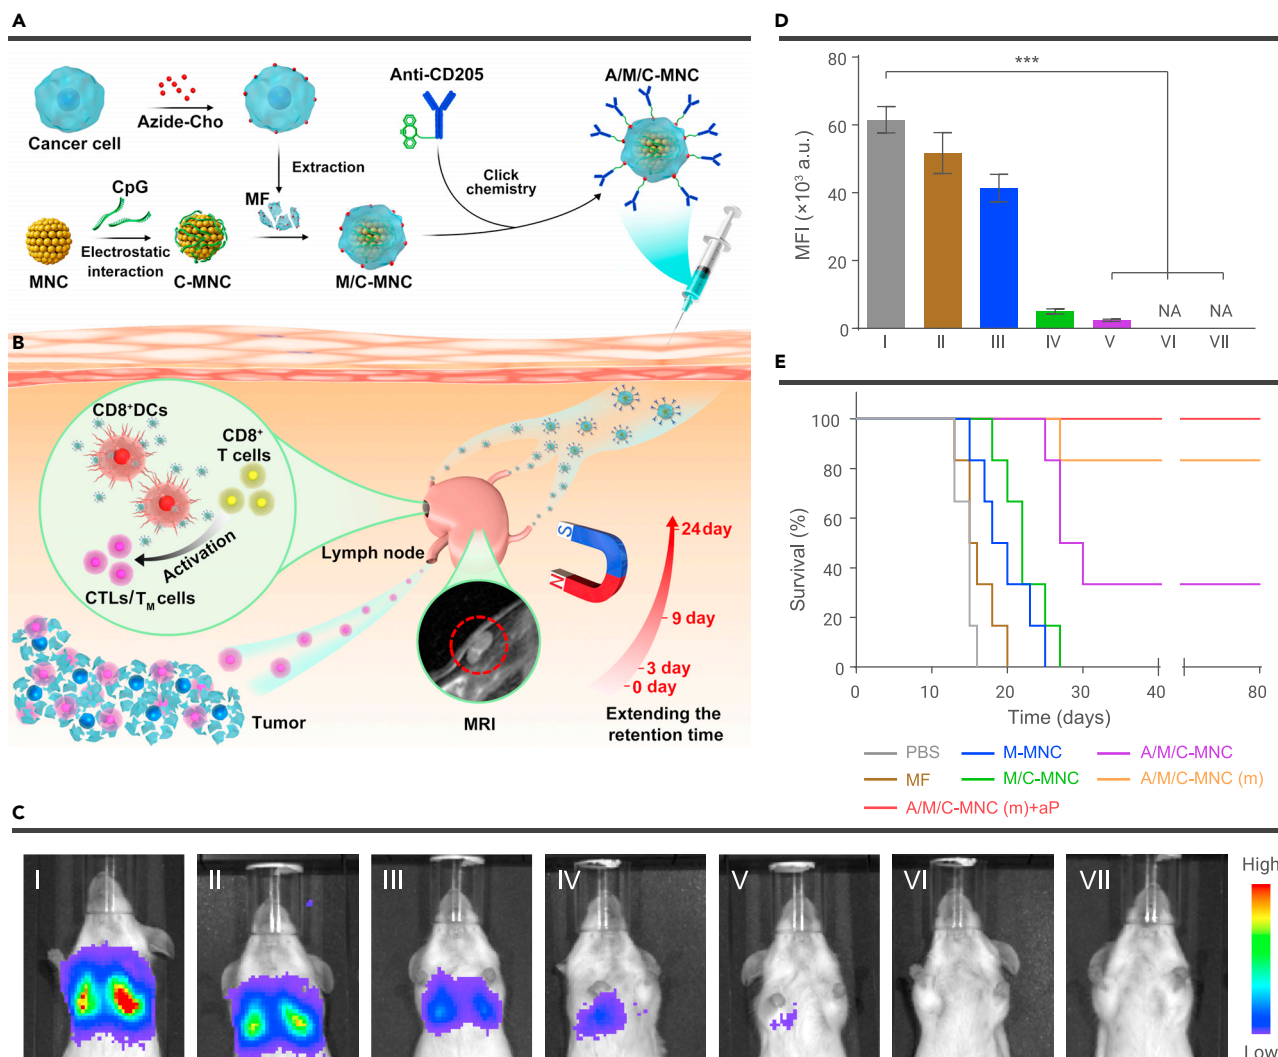 A
Cancer cell
Azide-Cho
Extraction
Anti-CD205
A/M/C-MNC
Click
chemistry
CpG
MF
Electrostatic
interaction
MNC
C-MNC
M/C-MNC
B
CD8⁺DCs
CD8⁺
T cells
Activation
CTLs/T_M cells
Lymph node
S
N
24 day
9 day
3 day
0 day
Extending the
retention time
MRI
Tumor
D
MFI (×10³ a.u.)
80
60
40
20
0
***
NA
NA
I
II
III
IV
V
VI
VII
E
Survival (%)
100
80
60
40
20
0
0
10
20
30
40
80
Time (days)
PBS
M-MNC
A/M/C-MNC
MF
M/C-MNC
A/M/C-MNC (m)
A/M/C-MNC (m)+aP
C
I
II
III
IV
V
VI
VII
High
Low